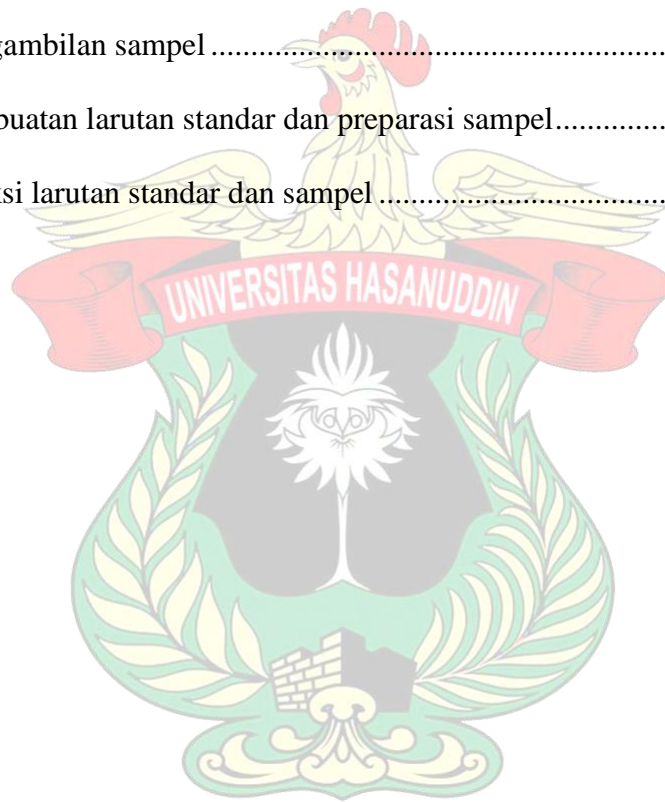 gambilan sampel ........................................................
buatan larutan standar dan preparasi sampel..............
si larutan standar dan sampel .......................................
UNIVERSITAS HASANUDDIN